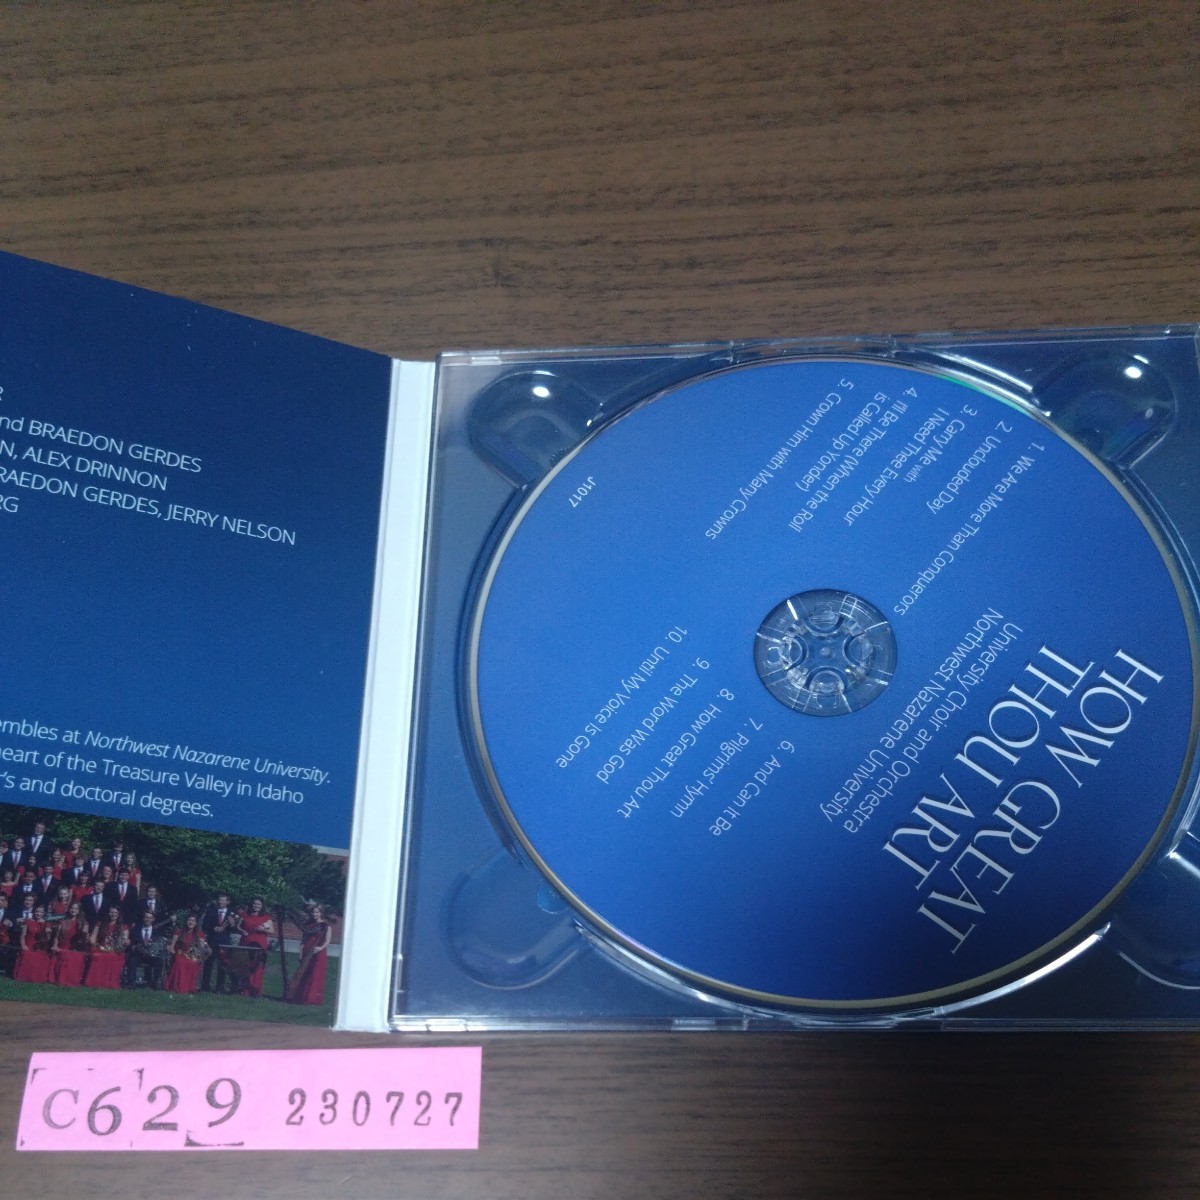 R
nd BRAEDON GERDES
N, ALEX DRINNON
RAEDON GERDES, JERRY NELSON
RG
embles at Northwest Nazarene University.
heart of the Treasure Valley in Idaho
r's and doctoral degrees.
HOW GREAT
THOU ART
University Choir and Orchestra
Northwest Nazarene University
1. We Are More Than Conquerors
2. Unclouded Day
3. Carry Me with
I Need Thee Every Hour
4. I'll Be There (When the Roll
is Called Up Yonder)
5. Crown Him with Many Crowns
6. And Can It Be
7. Pilgrims' Hymn
8. How Great Thou Art
9. The Word Was God
10. Until My Voice Is Gone
J1017
C629 230727